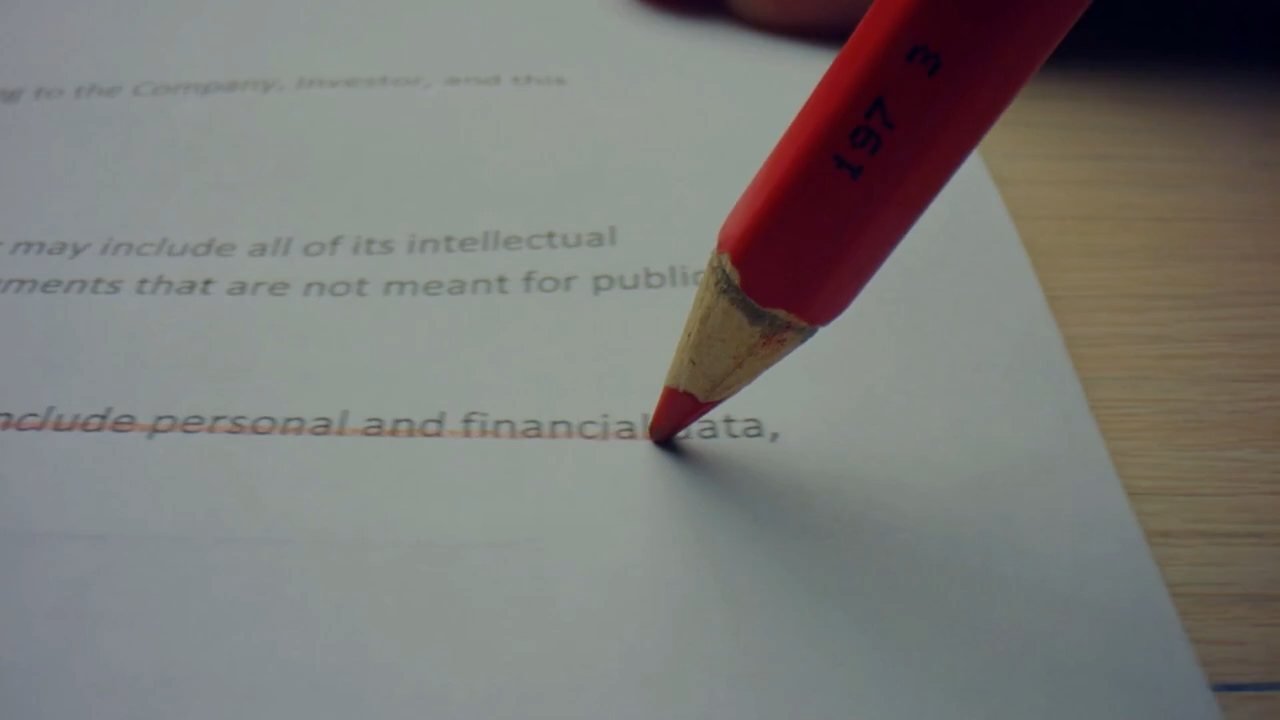 to the Company, Investor, and this
may include all of its intellectual
ments that are not meant for public
nclude personal and financial ata,
197 3